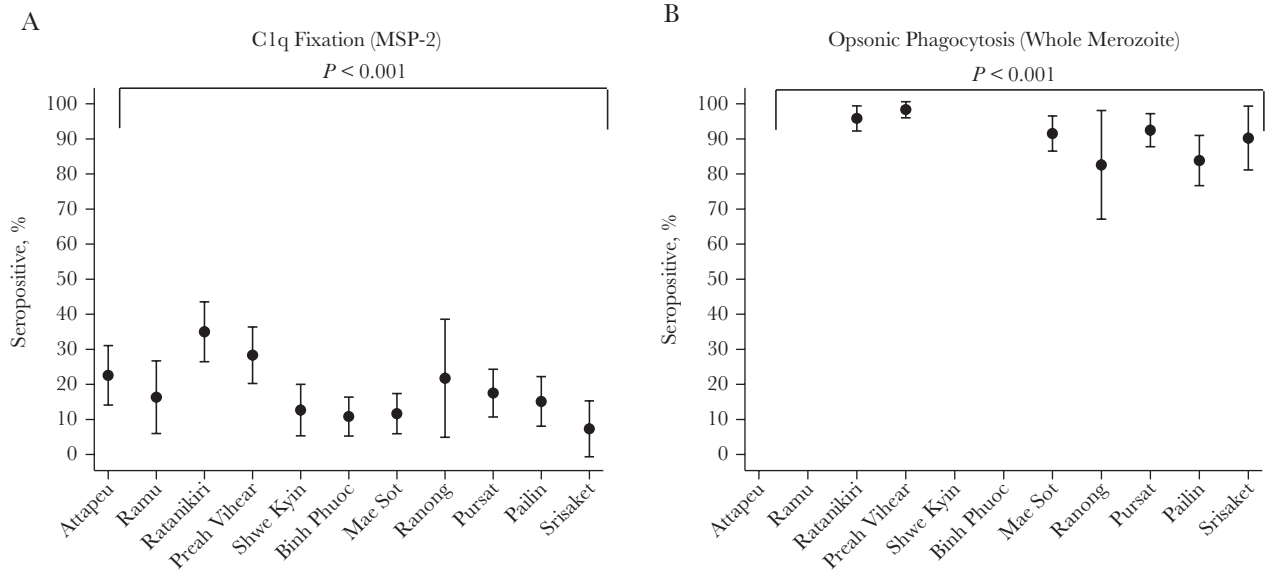 A
C1q Fixation (MSP-2)
P < 0.001
100
90
80
70
60
50
40
30
20
10
0
Seropositive, %
Attapeu
Ramu
Ratanikiri
Preah Vihear
Shwe Kyin
Binh Phuoc
Mae Sot
Ranong
Pursat
Pailin
Srisaket
B
Opsonic Phagocytosis (Whole Merozoite)
P < 0.001
100
90
80
70
60
50
40
30
20
10
0
Seropositive, %
Attapeu
Ramu
Ratanikiri
Preah Vihear
Shwe Kyin
Binh Phuoc
Mae Sot
Ranong
Pursat
Pailin
Srisaket